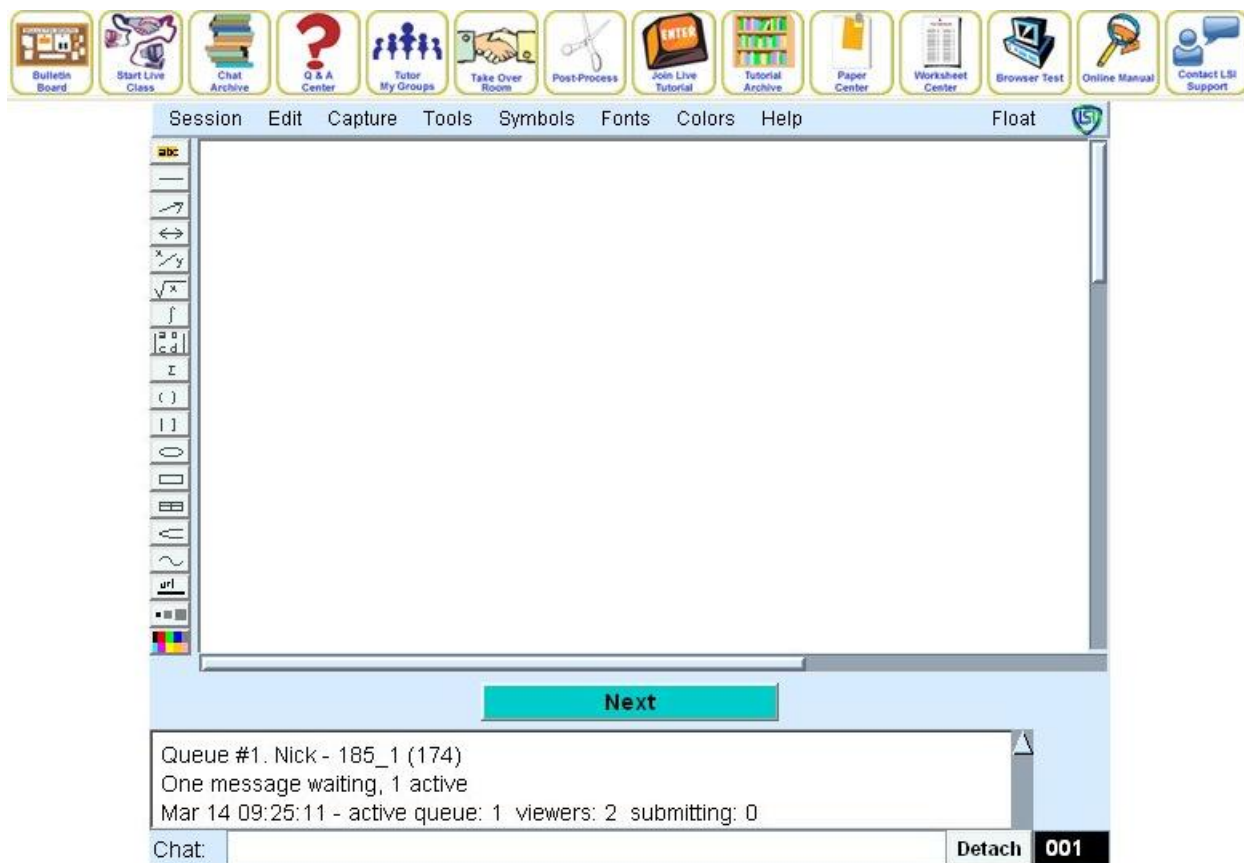 Bulletin Board
Start Live Class
Chat Archive
Q & A Center
Tutor My Groups
Take Over Room
Post-Process
ENTER
Join Live Tutorial
Tutorial Archive
Paper Center
Worksheet Center
Browser Test
Online Manual
Contact LSI Support
Session Edit Capture Tools Symbols Fonts Colors Help Float LSI
abc
x/y
√x
∫
Σ
( )
[ ]
url
Next
Queue #1. Nick - 185_1 (174)
One message waiting, 1 active
Mar 14 09:25:11 - active queue: 1 viewers: 2 submitting: 0
Chat: Detach 001